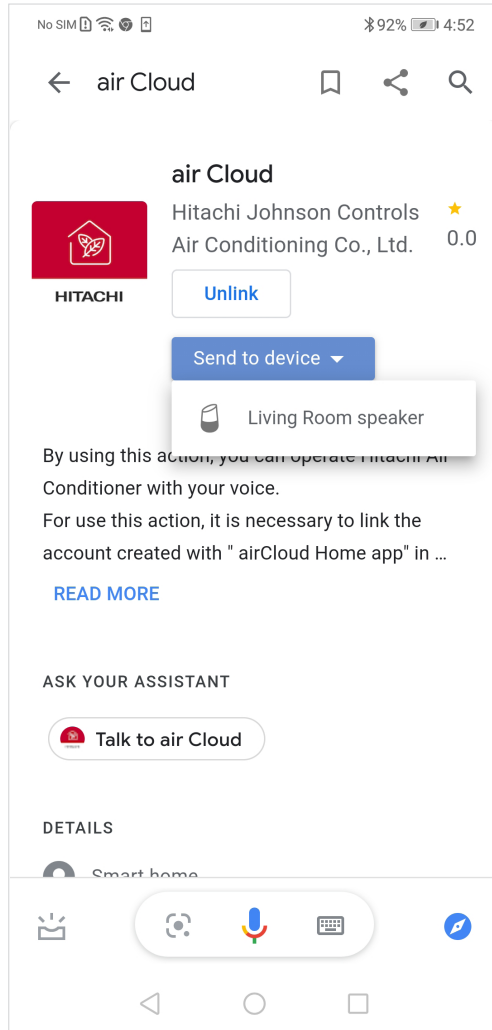 No SIM 92% 4:52
air Cloud
air Cloud
Hitachi Johnson Controls
Air Conditioning Co., Ltd.
0.0
HITACHI
Unlink
Send to device
Living Room speaker
By using this action, you can operate Hitachi Air
Conditioner with your voice.
For use this action, it is necessary to link the
account created with " airCloud Home app" in ...
READ MORE
ASK YOUR ASSISTANT
Talk to air Cloud
DETAILS
Smart home